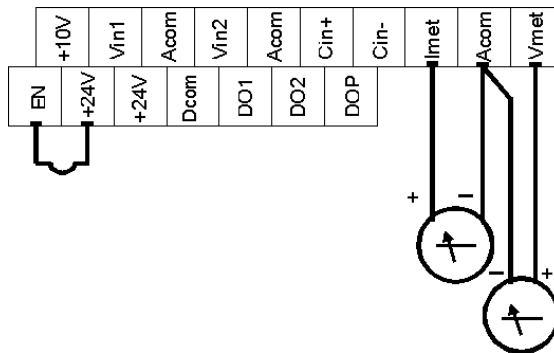 +10V Vin1 Acom Vin2 Acom Cin+ Cin- Imet Acom Vmet
EN +24V +24V Dcom DO1 DO2 DOP
+ − − +